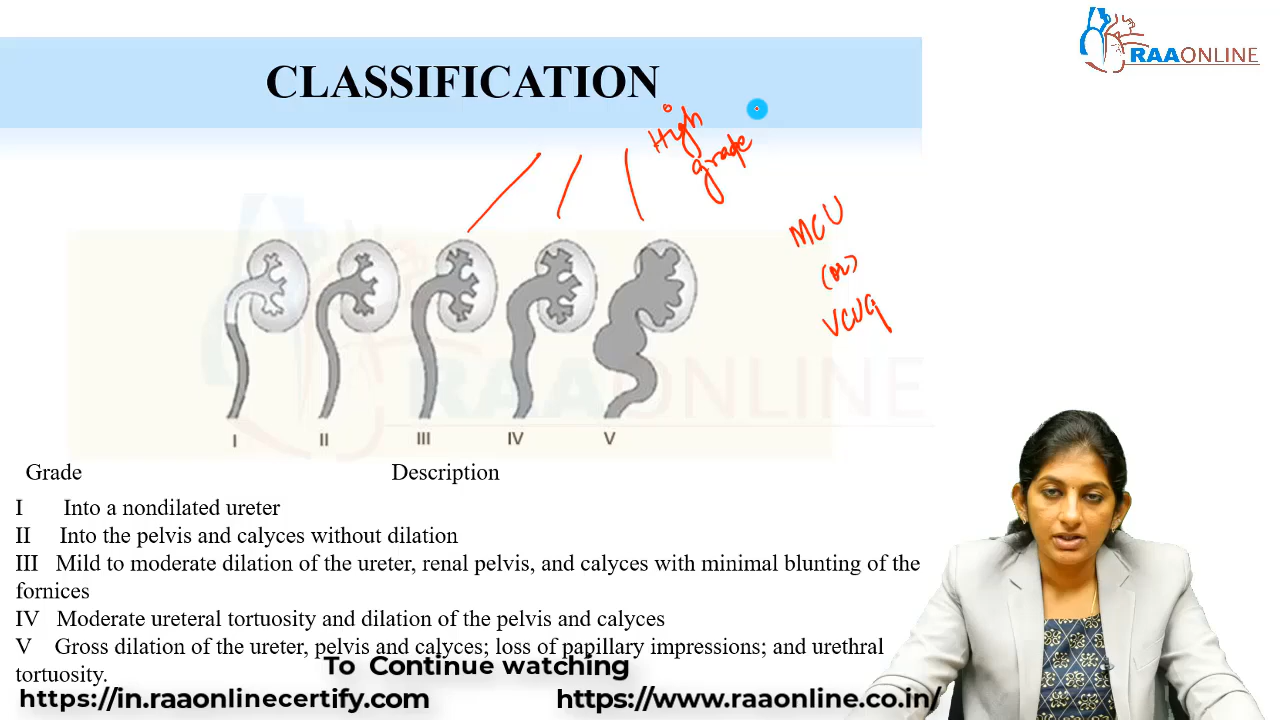 RAAONLINE
CLASSIFICATION
High
grade
MCU
(or)
VCUG
RAAONLINE
I II III IV V
Grade Description
I Into a nondilated ureter
II Into the pelvis and calyces without dilation
III Mild to moderate dilation of the ureter, renal pelvis, and calyces with minimal blunting of the
fornices
IV Moderate ureteral tortuosity and dilation of the pelvis and calyces
V Gross dilation of the ureter, pelvis and calyces; loss of papillary impressions; and urethral
tortuosity.
To Continue watching
https://in.raaonlinecertify.com https://www.raaonline.co.in/